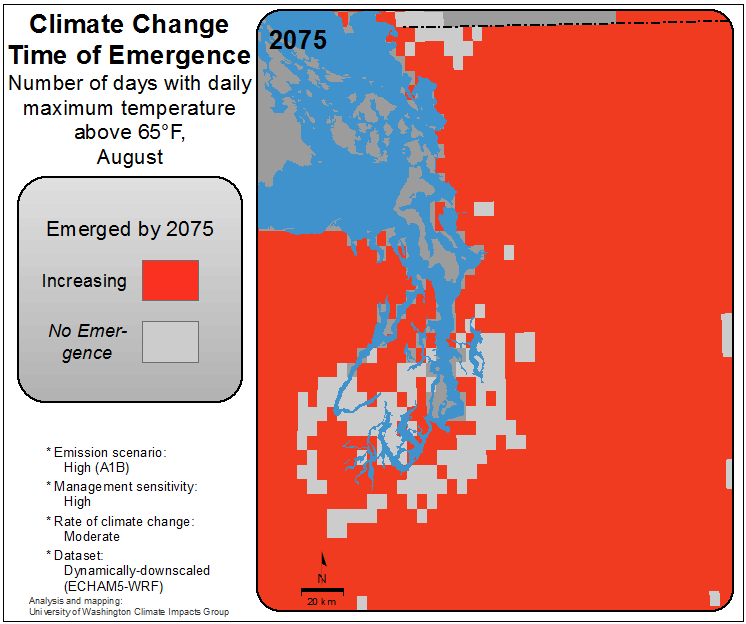 Climate Change
Time of Emergence
Number of days with daily
maximum temperature
above 65°F,
August
Emerged by 2075
Increasing
No Emer-
gence
* Emission scenario:
High (A1B)
* Management sensitivity:
High
* Rate of climate change:
Moderate
* Dataset:
Dynamically-downscaled
(ECHAM5-WRF)
Analysis and mapping:
University of Washington Climate Impacts Group
2075
N
20 km